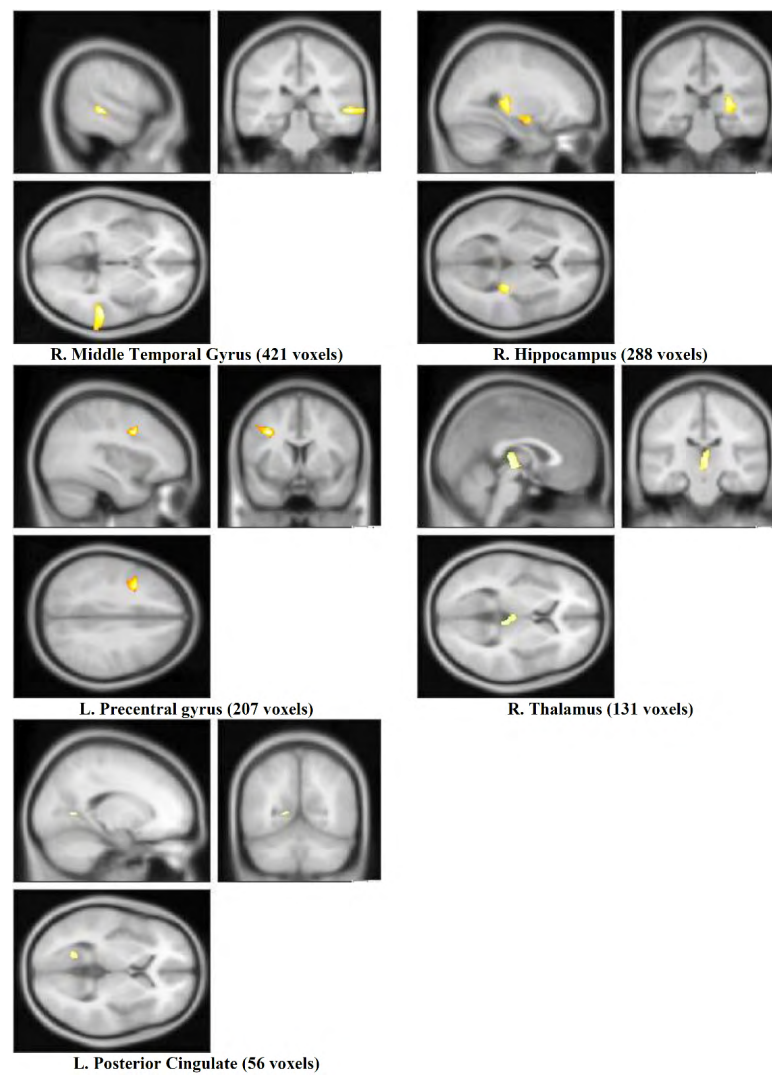 R. Middle Temporal Gyrus (421 voxels)
R. Hippocampus (288 voxels)
L. Precentral gyrus (207 voxels)
R. Thalamus (131 voxels)
L. Posterior Cingulate (56 voxels)